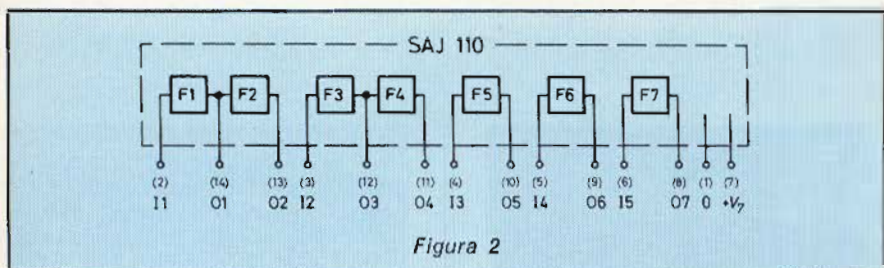 SAJ 110
F1 F2 F3 F4 F5 F6 F7
(2) (14) (13) (3) (12) (11) (4) (10) (5) (9) (6) (8) (1) (7)
I1 O1 O2 I2 O3 O4 I3 O5 I4 O6 I5 O7 0 +V7
Figura 2